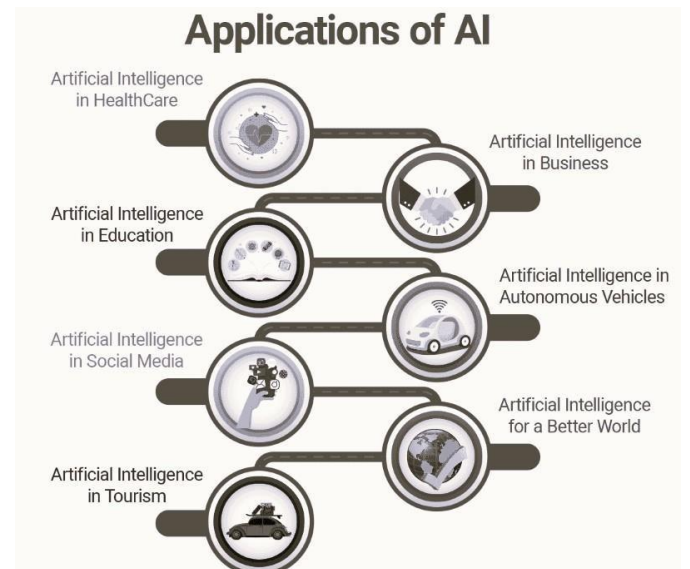 Applications of AI
Artificial Intelligence
in HealthCare
Artificial Intelligence
in Business
Artificial Intelligence
in Education
Artificial Intelligence in
Autonomous Vehicles
Artificial Intelligence
in Social Media
Artificial Intelligence
for a Better World
Artificial Intelligence
in Tourism